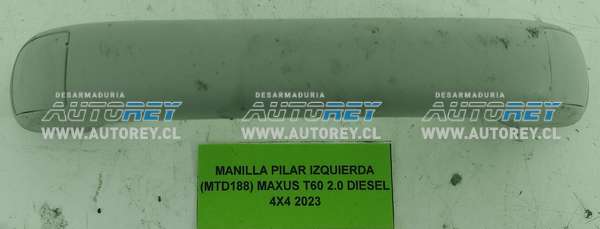 DESARMADURIA DESARMADURIA DESARMADURIA
AUTOREY AUTOREY AUTOREY
WWW.AUTOREY.CL WWW.AUTOREY.CL WWW.AUTOREY.CL
MANILLA PILAR IZQUIERDA
(MTD188) MAXUS T60 2.0 DIESEL
4X4 2023